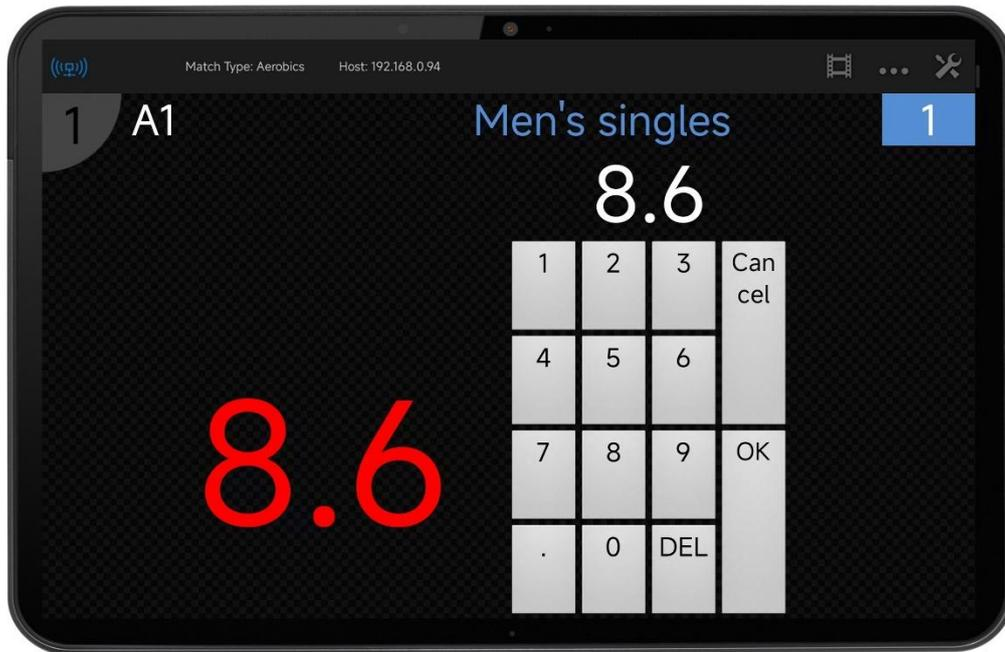 Match Type: Aerobics Host: 192.168.0.94
1 A1 Men's singles 1
8.6
1 2 3 Can
cel
4 5 6
8.6
7 8 9 OK
. 0 DEL